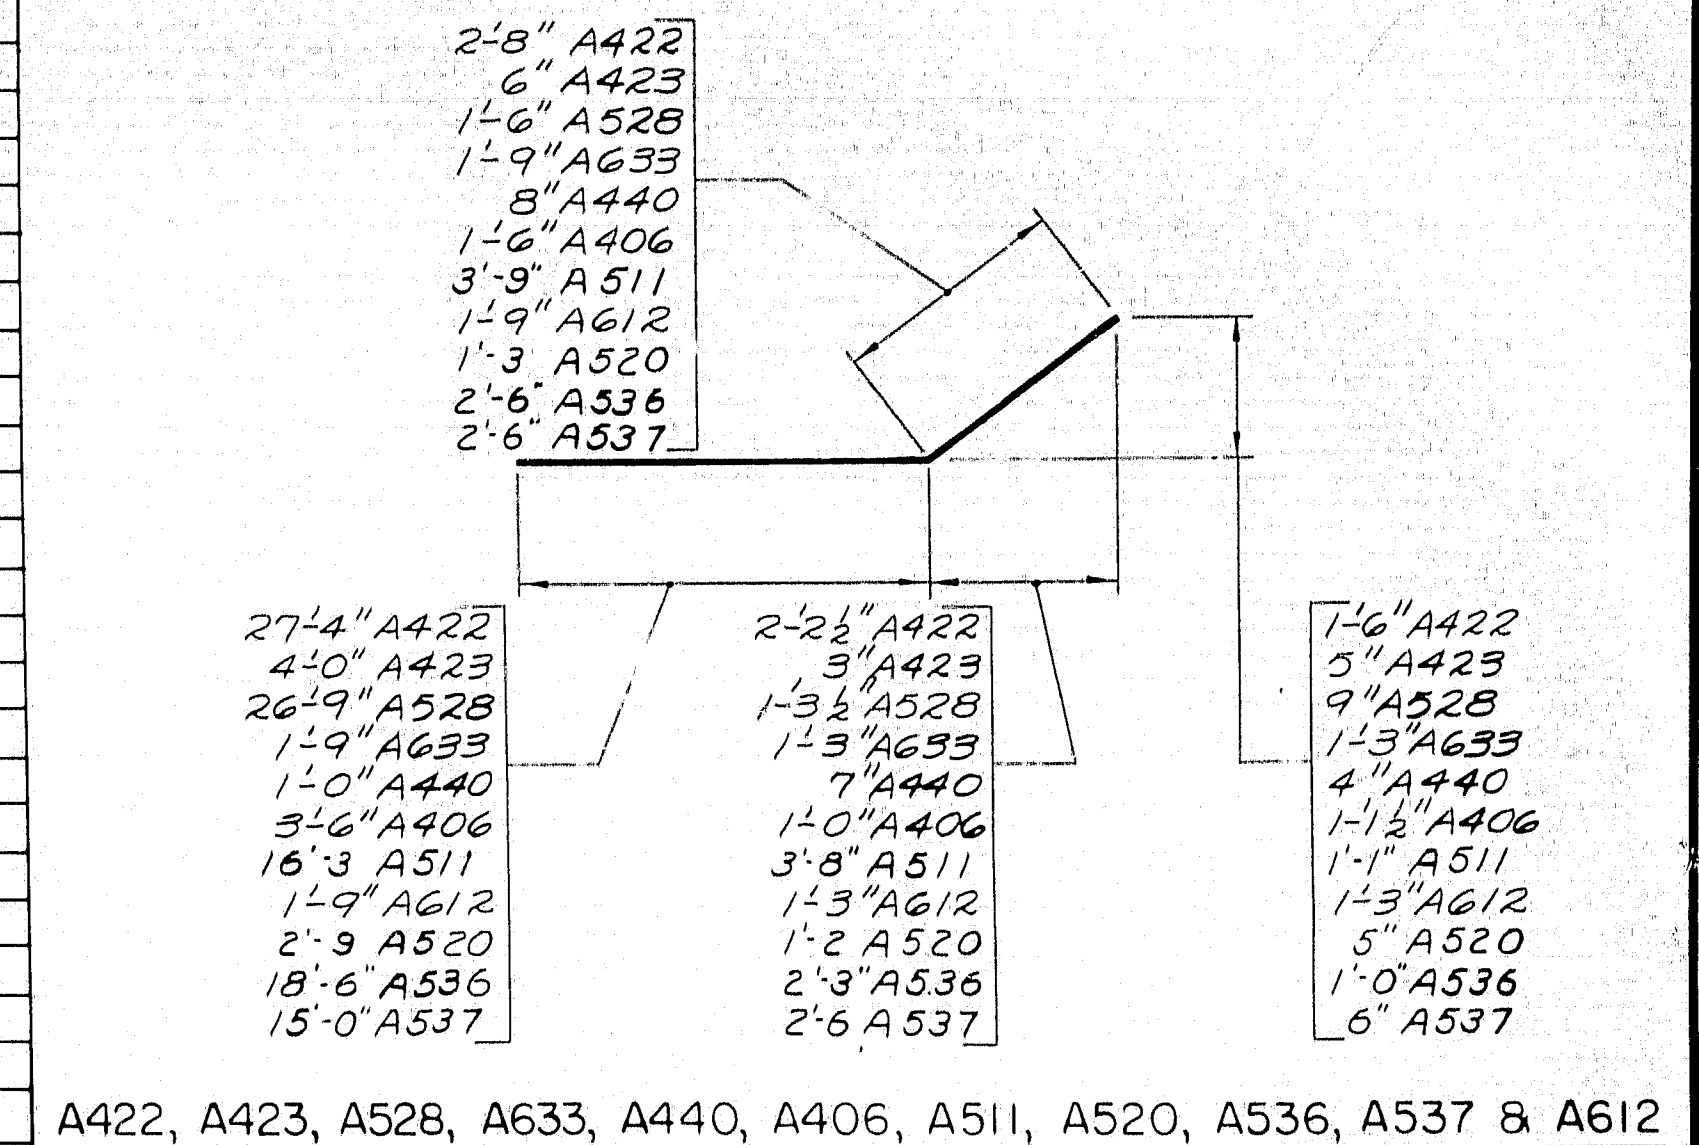 2'-8" A422
6" A423
1'-6" A528
1'-9" A633
8" A440
1'-6" A406
3'-9" A511
1'-9" A612
1'-3 A520
2'-6" A536
2'-6" A537
27'-4" A422
4'-0" A423
26'-9" A528
1'-9" A633
1'-0" A440
3'-6" A406
16'-3 A511
1'-9" A612
2'-9 A520
18'-6" A536
15'-0" A537
2'-2½" A422
3" A423
1'-3½" A528
1'-3" A633
7" A440
1'-0" A406
3'-8" A511
1'-3" A612
1'-2 A520
2'-3" A536
2'-6 A537
1'-6" A422
5" A423
9" A528
1'-3" A633
4" A440
1'-1½" A406
1'-1" A511
1'-3" A612
5" A520
1'-0" A536
6" A537
A422, A423, A528, A633, A440, A406, A511, A520, A536, A537 & A612